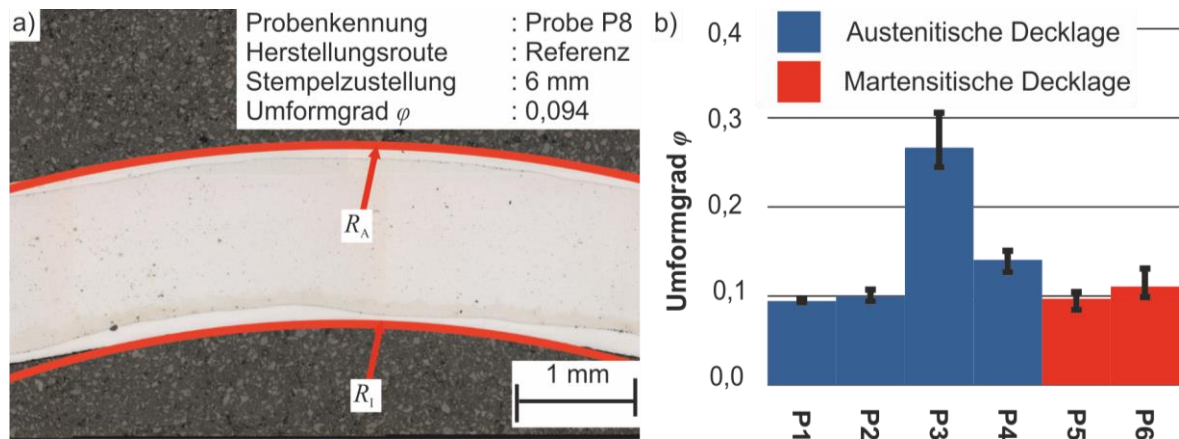 a)
Probenkennung : Probe P8
Herstellungsroute : Referenz
Stempelzustellung : 6 mm
Umformgrad φ : 0,094
R_A
R_I
1 mm
b)
Austenitische Decklage
Martensitische Decklage
Umformgrad φ
0,4
0,3
0,2
0,1
0,0
P1
P2
P3
P4
P5
P6